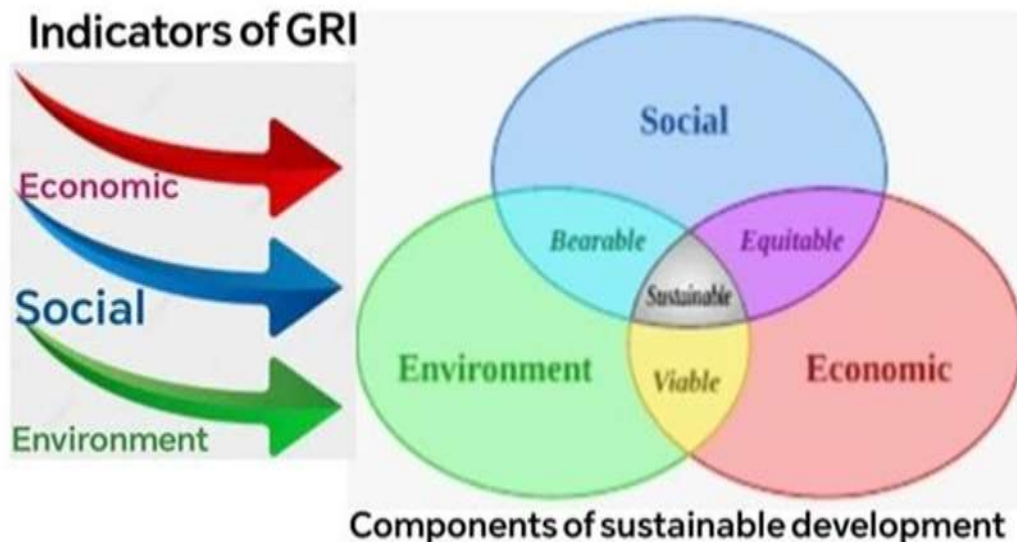 Indicators of GRI
Economic
Social
Environment
Social
Bearable
Equitable
Sustainable
Environment
Viable
Economic
Components of sustainable development